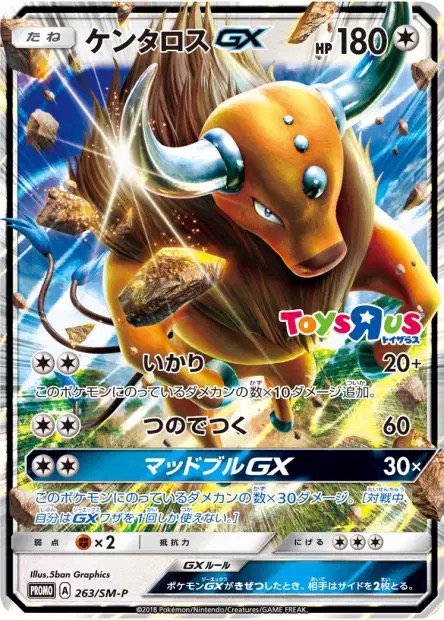 たね ケンタロスGX HP 180
ToysЯUs
トイザらス
いかり 20+
このポケモンにのっているダメカンの数×10ダメージ追加。
つのでつく 60
マッドブルGX 30×
このポケモンにのっているダメカンの数×30ダメージ。[対戦中、
自分はGXワザを1回しか使えない。]
弱点 ×2 抵抗力 にげる
GXルール
Illus.5ban Graphics
ポケモンGXがきぜつしたとき、相手はサイドを2枚とる。
PROMO A 263/SM-P
©2018 Pokémon/Nintendo/Creatures/GAME FREAK.